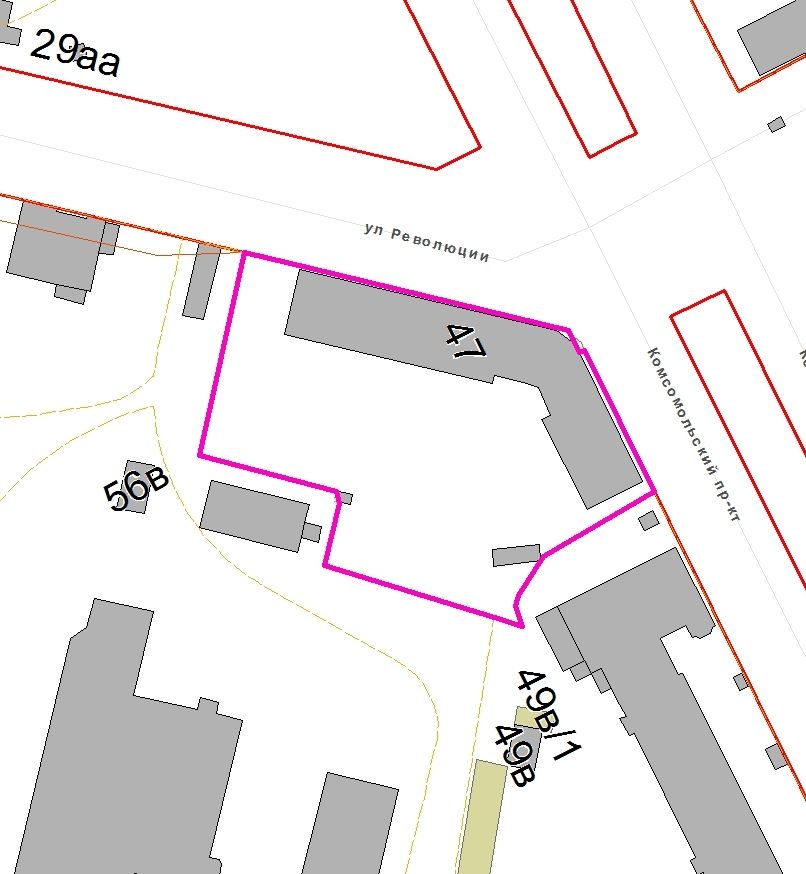 29аа
ул Революции
47
Комсомольский пр-кт
56в
49в/1
49в